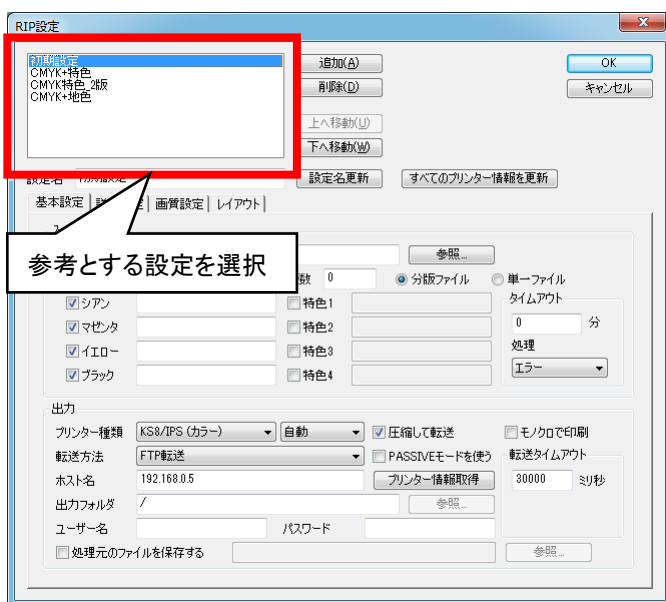 RIP設定
初期設定
CMYK+特色
CMYK特色_2版
CMYK+地色
追加(A)
削除(D)
上へ移動(U)
下へ移動(W)
OK
キャンセル
設定名更新
すべてのプリンター情報を更新
基本設定
画質設定
レイアウト
参考とする設定を選択
参照...
数 0
分版ファイル
単一ファイル
シアン
特色1
タイムアウト
マゼンタ
特色2
0 分
イエロー
特色3
処理
ブラック
特色4
エラー
出力
プリンター種類 KS8/IPS (カラー) 自動 圧縮して転送 モノクロで印刷
転送方法 FTP転送 PASSIVEモードを使う 転送タイムアウト
ホスト名 192.168.0.5 プリンター情報取得 30000 ミリ秒
出力フォルダ / 参照...
ユーザー名 パスワード
処理元のファイルを保存する 参照...